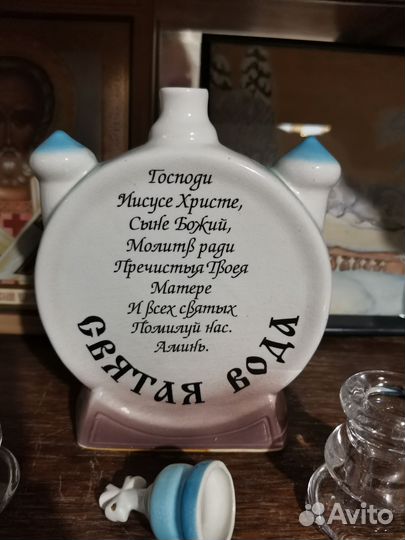 Господи
Иисусе Христе,
Сыне Божий,
Молитв ради
Пречистыя Твоея
Матере
И всех святых
Помилуй нас.
Аминь.
СВЯТАЯ ВОДА
Avito